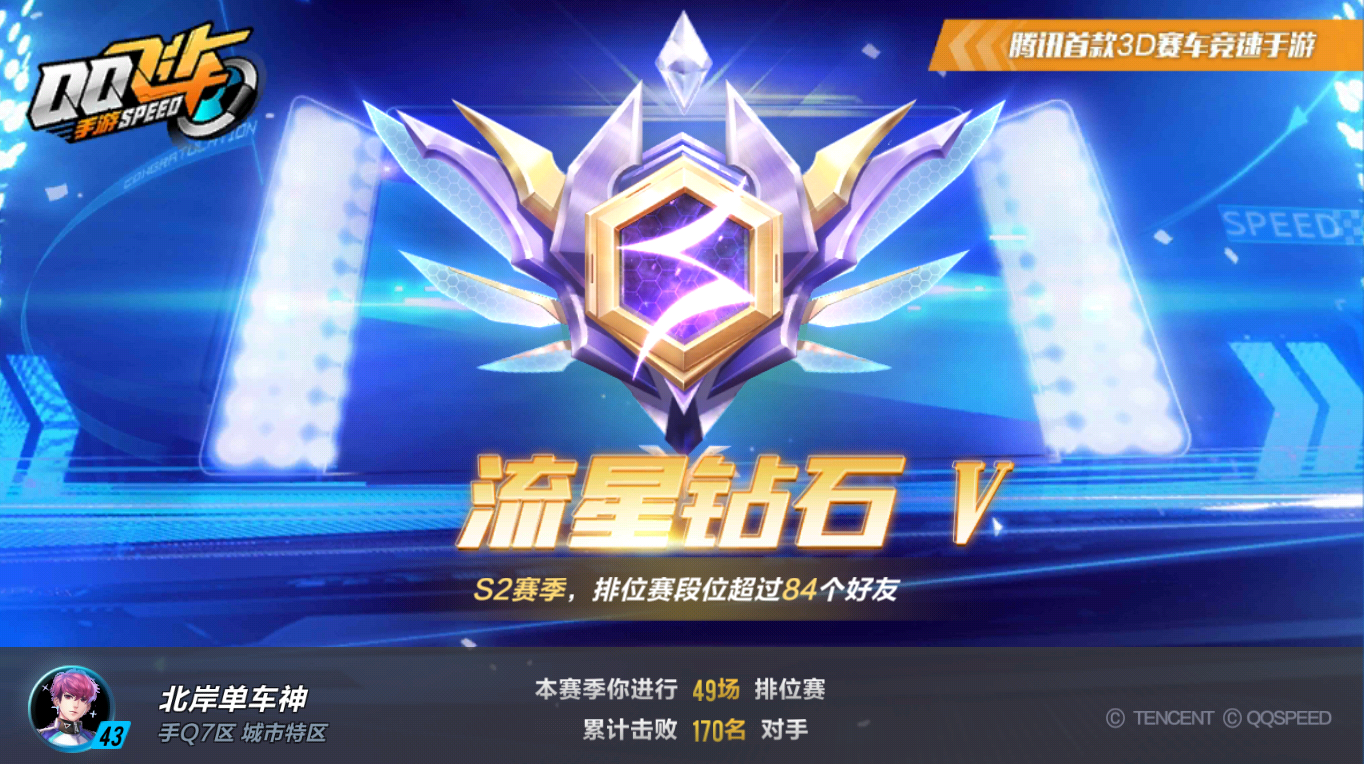 QQ飞车
手游SPEED
腾讯首款3D赛车竞速手游
CONGRATULATION
SPEED
流星钻石 V
S2赛季，排位赛段位超过84个好友
43
北岸单车神
手Q7区 城市特区
本赛季你进行 49场 排位赛
累计击败 170名 对手
© TENCENT © QQSPEED